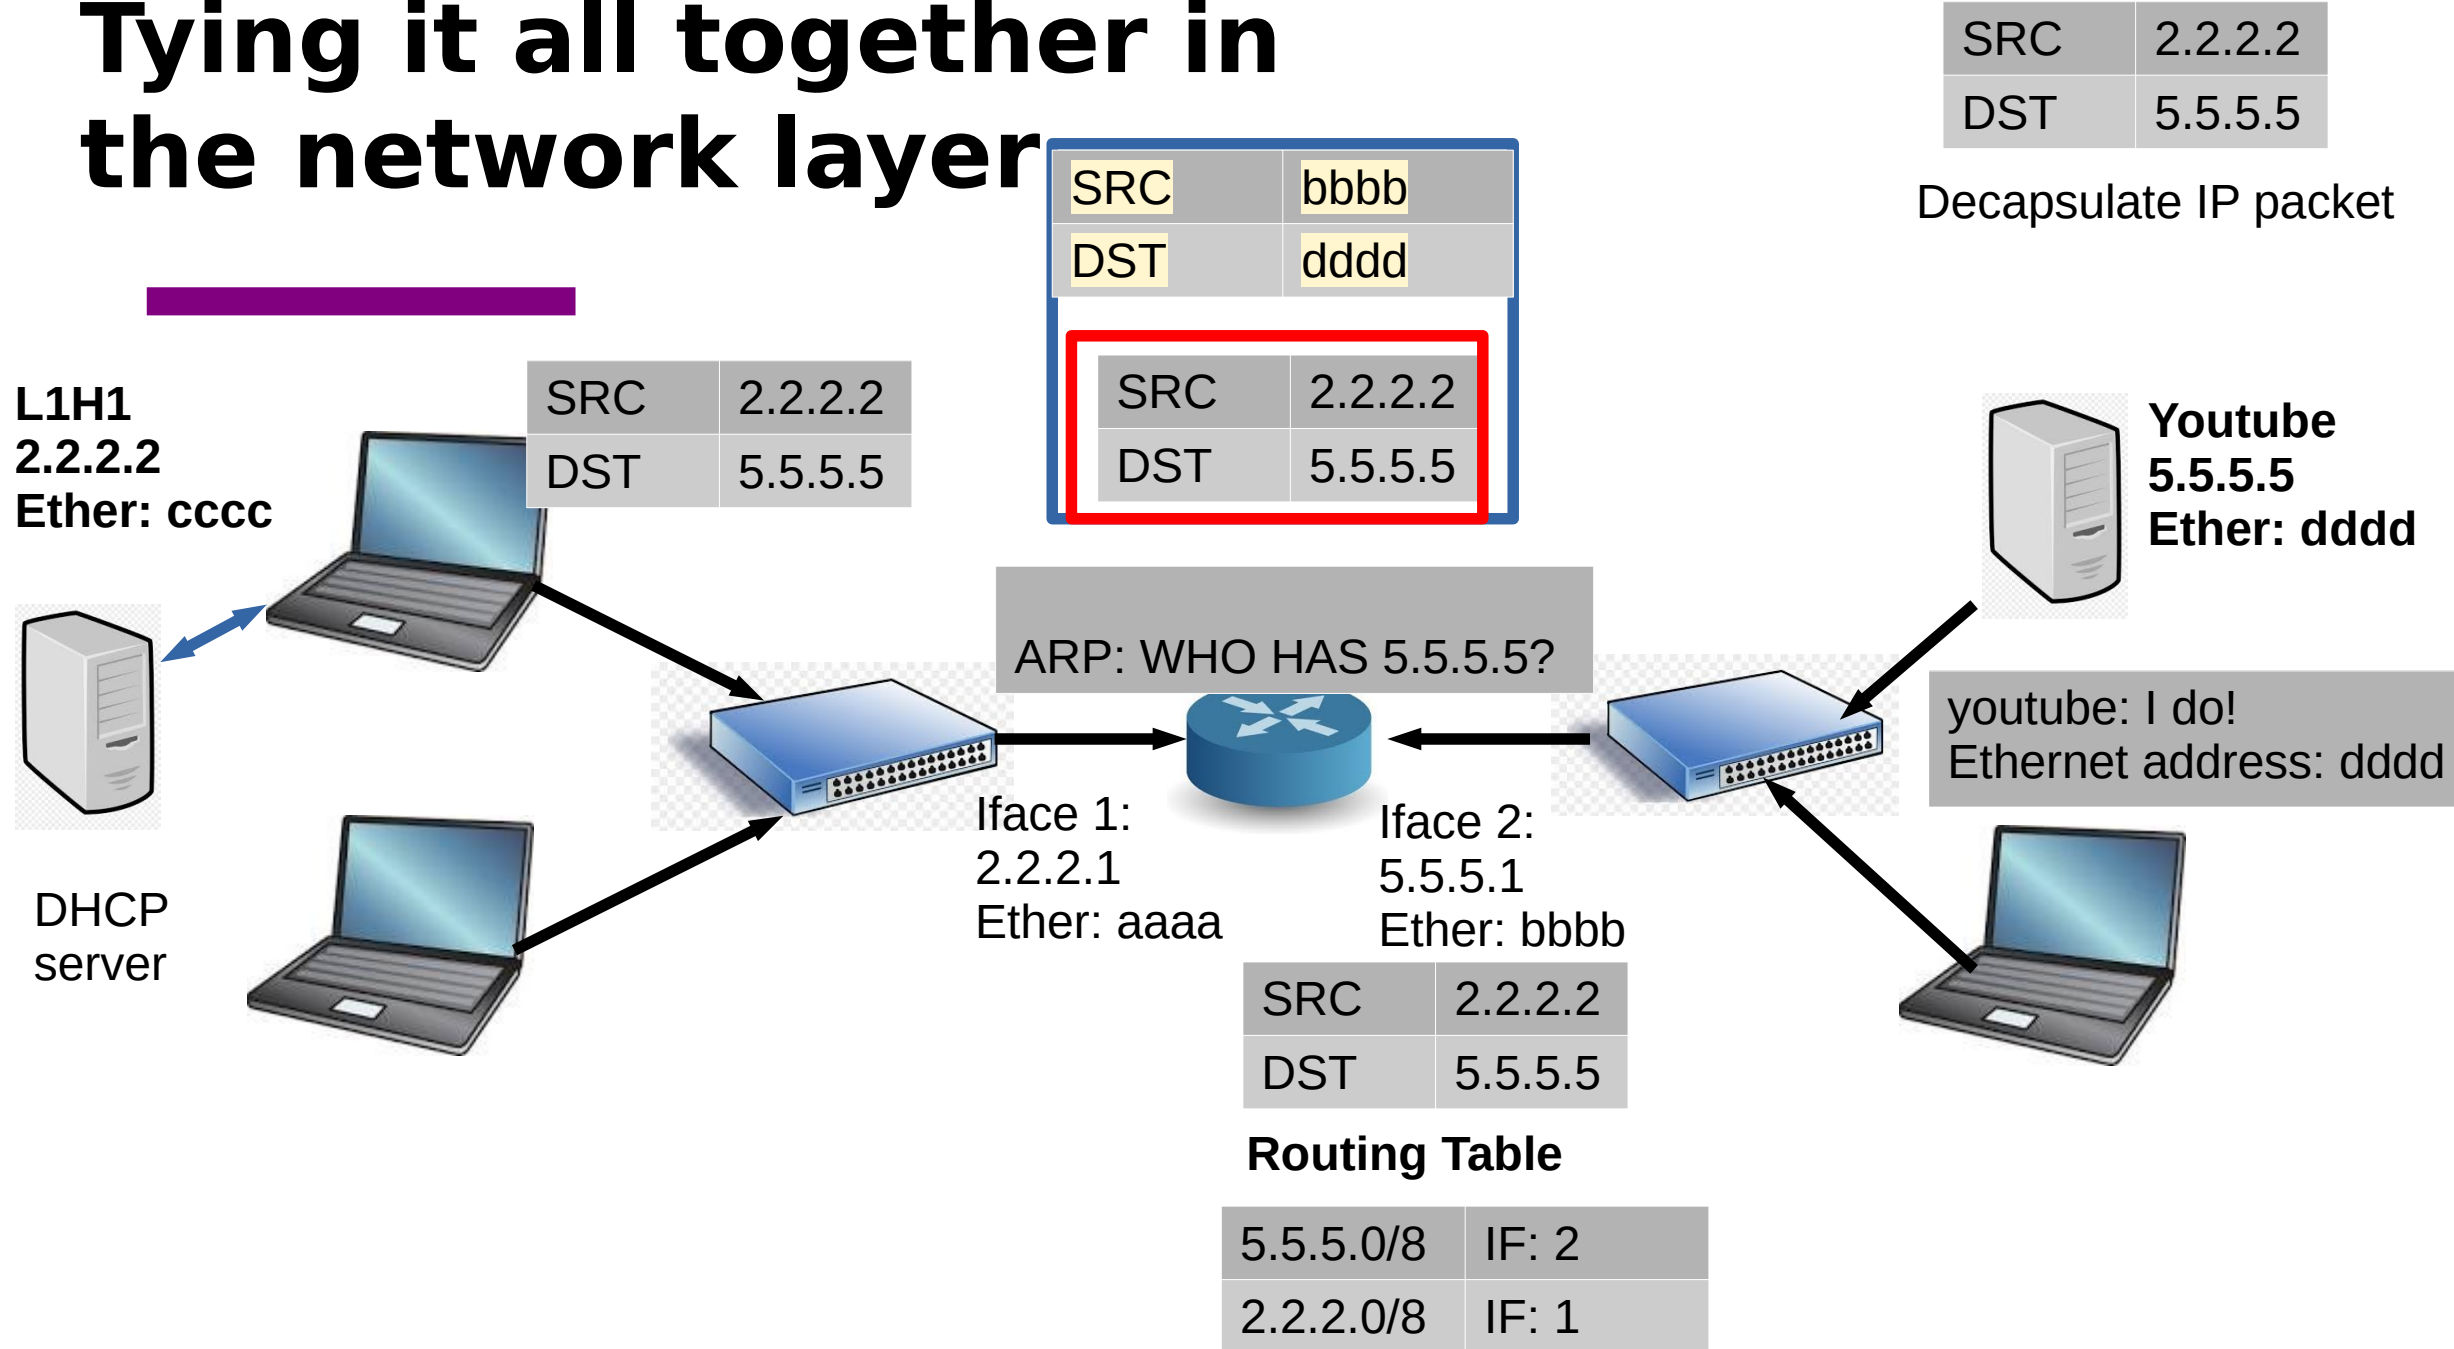 Tying it all together in
the network layer
SRC 2.2.2.2
DST 5.5.5.5
Decapsulate IP packet
SRC bbbb
DST dddd
SRC 2.2.2.2
DST 5.5.5.5
L1H1
2.2.2.2
Ether: cccc
SRC 2.2.2.2
DST 5.5.5.5
Youtube
5.5.5.5
Ether: dddd
ARP: WHO HAS 5.5.5.5?
youtube: I do!
Ethernet address: dddd
DHCP
server
Iface 1:
2.2.2.1
Ether: aaaa
Iface 2:
5.5.5.1
Ether: bbbb
SRC 2.2.2.2
DST 5.5.5.5
Routing Table
5.5.5.0/8 IF: 2
2.2.2.0/8 IF: 1